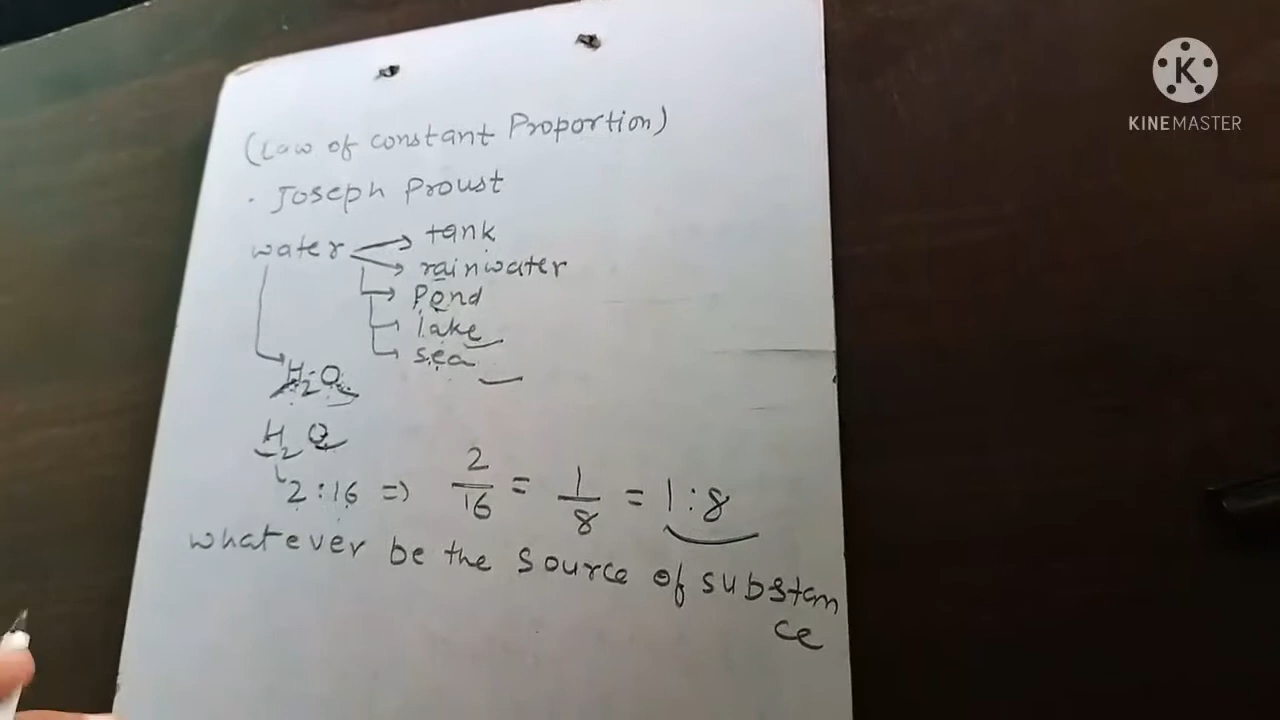 (Law of constant Proportion)
. Joseph Proust
water → tank
→ rainwater
→ Pond
→ lake
→ sea
H2O
H2O
2:16 => 2/16 = 1/8 = 1:8
whatever be the source of substan
ce
K
KINEMASTER